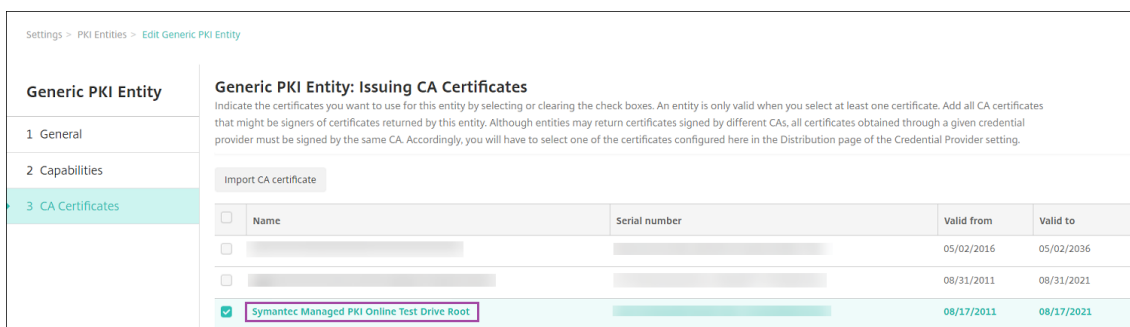 Settings > PKI Entities > Edit Generic PKI Entity
Generic PKI Entity
1 General
2 Capabilities
3 CA Certificates
Generic PKI Entity: Issuing CA Certificates
Indicate the certificates you want to use for this entity by selecting or clearing the check boxes. An entity is only valid when you select at least one certificate. Add all CA certificates
that might be signers of certificates returned by this entity. Although entities may return certificates signed by different CAs, all certificates obtained through a given credential
provider must be signed by the same CA. Accordingly, you will have to select one of the certificates configured here in the Distribution page of the Credential Provider setting.
Import CA certificate
Name Serial number Valid from Valid to
05/02/2016 05/02/2036
08/31/2011 08/31/2021
Symantec Managed PKI Online Test Drive Root 08/17/2011 08/17/2021